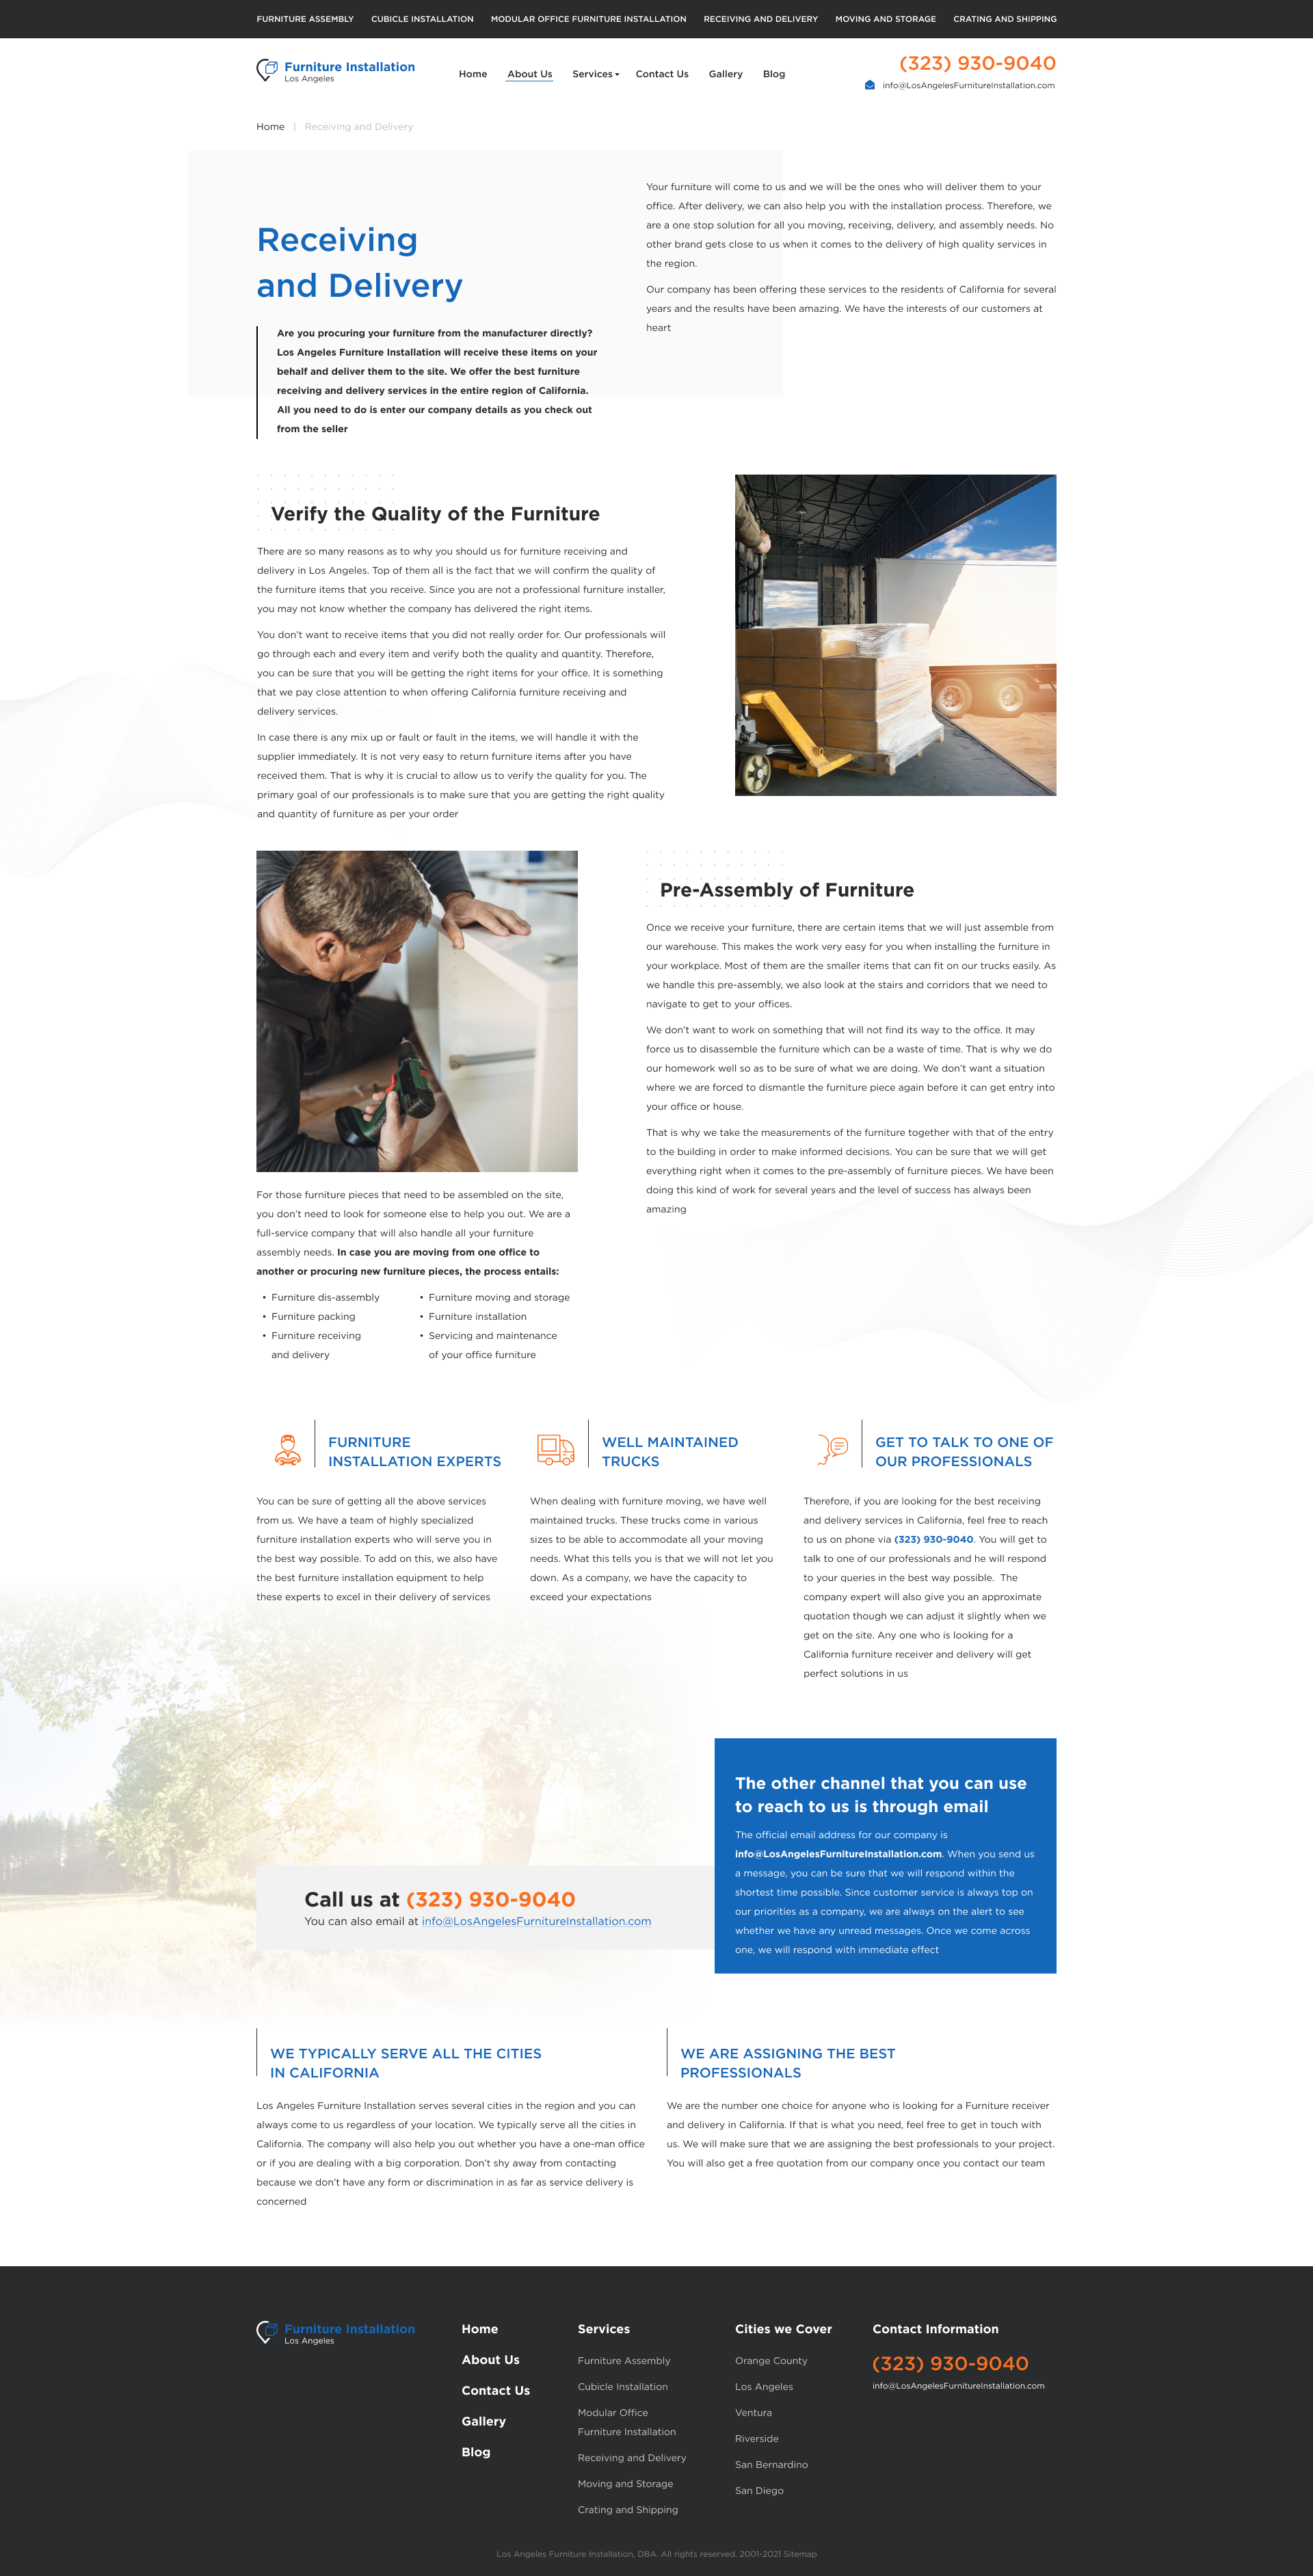 FURNITURE ASSEMBLY CUBICLE INSTALLATION MODULAR OFFICE FURNITURE INSTALLATION RECEIVING AND DELIVERY MOVING AND STORAGE CRATING AND SHIPPING
Furniture Installation
Los Angeles
Home About Us Services Contact Us Gallery Blog
(323) 930-9040
info@LosAngelesFurnitureInstallation.com
Home | Receiving and Delivery
Receiving
and Delivery
Are you procuring your furniture from the manufacturer directly?
Los Angeles Furniture Installation will receive these items on your
behalf and deliver them to the site. We offer the best furniture
receiving and delivery services in the entire region of California.
All you need to do is enter our company details as you check out
from the seller
Your furniture will come to us and we will be the ones who will deliver them to your
office. After delivery, we can also help you with the installation process. Therefore, we
are a one stop solution for all you moving, receiving, delivery, and assembly needs. No
other brand gets close to us when it comes to the delivery of high quality services in
the region.
Our company has been offering these services to the residents of California for several
years and the results have been amazing. We have the interests of our customers at
heart
Verify the Quality of the Furniture
There are so many reasons as to why you should us for furniture receiving and
delivery in Los Angeles. Top of them all is the fact that we will confirm the quality of
the furniture items that you receive. Since you are not a professional furniture installer,
you may not know whether the company has delivered the right items.
You don't want to receive items that you did not really order for. Our professionals will
go through each and every item and verify both the quality and quantity. Therefore,
you can be sure that you will be getting the right items for your office. It is something
that we pay close attention to when offering California furniture receiving and
delivery services.
In case there is any mix up or fault or fault in the items, we will handle it with the
supplier immediately. It is not very easy to return furniture items after you have
received them. That is why it is crucial to allow us to verify the quality for you. The
primary goal of our professionals is to make sure that you are getting the right quality
and quantity of furniture as per your order
Pre-Assembly of Furniture
Once we receive your furniture, there are certain items that we will just assemble from
our warehouse. This makes the work very easy for you when installing the furniture in
your workplace. Most of them are the smaller items that can fit on our trucks easily. As
we handle this pre-assembly, we also look at the stairs and corridors that we need to
navigate to get to your offices.
We don't want to work on something that will not find its way to the office. It may
force us to disassemble the furniture which can be a waste of time. That is why we do
our homework well so as to be sure of what we are doing. We don't want a situation
where we are forced to dismantle the furniture piece again before it can get entry into
your office or house.
That is why we take the measurements of the furniture together with that of the entry
to the building in order to make informed decisions. You can be sure that we will get
everything right when it comes to the pre-assembly of furniture pieces. We have been
doing this kind of work for several years and the level of success has always been
amazing
For those furniture pieces that need to be assembled on the site,
you don't need to look for someone else to help you out. We are a
full-service company that will also handle all your furniture
assembly needs. In case you are moving from one office to
another or procuring new furniture pieces, the process entails:
• Furniture dis-assembly
• Furniture packing
• Furniture receiving
and delivery
• Furniture moving and storage
• Furniture installation
• Servicing and maintenance
of your office furniture
FURNITURE
INSTALLATION EXPERTS
You can be sure of getting all the above services
from us. We have a team of highly specialized
furniture installation experts who will serve you in
the best way possible. To add on this, we also have
the best furniture installation equipment to help
these experts to excel in their delivery of services
WELL MAINTAINED
TRUCKS
When dealing with furniture moving, we have well
maintained trucks. These trucks come in various
sizes to be able to accommodate all your moving
needs. What this tells you is that we will not let you
down. As a company, we have the capacity to
exceed your expectations
GET TO TALK TO ONE OF
OUR PROFESSIONALS
Therefore, if you are looking for the best receiving
and delivery services in California, feel free to reach
to us on phone via (323) 930-9040. You will get to
talk to one of our professionals and he will respond
to your queries in the best way possible. The
company expert will also give you an approximate
quotation though we can adjust it slightly when we
get on the site. Any one who is looking for a
California furniture receiver and delivery will get
perfect solutions in us
The other channel that you can use
to reach to us is through email
The official email address for our company is
info@LosAngelesFurnitureInstallation.com. When you send us
a message, you can be sure that we will respond within the
shortest time possible. Since customer service is always top on
our priorities as a company, we are always on the alert to see
whether we have any unread messages. Once we come across
one, we will respond with immediate effect
Call us at (323) 930-9040
You can also email at info@LosAngelesFurnitureInstallation.com
WE TYPICALLY SERVE ALL THE CITIES
IN CALIFORNIA
Los Angeles Furniture Installation serves several cities in the region and you can
always come to us regardless of your location. We typically serve all the cities in
California. The company will also help you out whether you have a one-man office
or if you are dealing with a big corporation. Don't shy away from contacting
because we don't have any form or discrimination in as far as service delivery is
concerned
WE ARE ASSIGNING THE BEST
PROFESSIONALS
We are the number one choice for anyone who is looking for a Furniture receiver
and delivery in California. If that is what you need, feel free to get in touch with
us. We will make sure that we are assigning the best professionals to your project.
You will also get a free quotation from our company once you contact our team
Furniture Installation
Los Angeles
Home
About Us
Contact Us
Gallery
Blog
Services
Furniture Assembly
Cubicle Installation
Modular Office
Furniture Installation
Receiving and Delivery
Moving and Storage
Crating and Shipping
Cities we Cover
Orange County
Los Angeles
Ventura
Riverside
San Bernardino
San Diego
Contact Information
(323) 930-9040
info@LosAngelesFurnitureInstallation.com
Los Angeles Furniture Installation, DBA. All rights reserved. 2001-2021 Sitemap